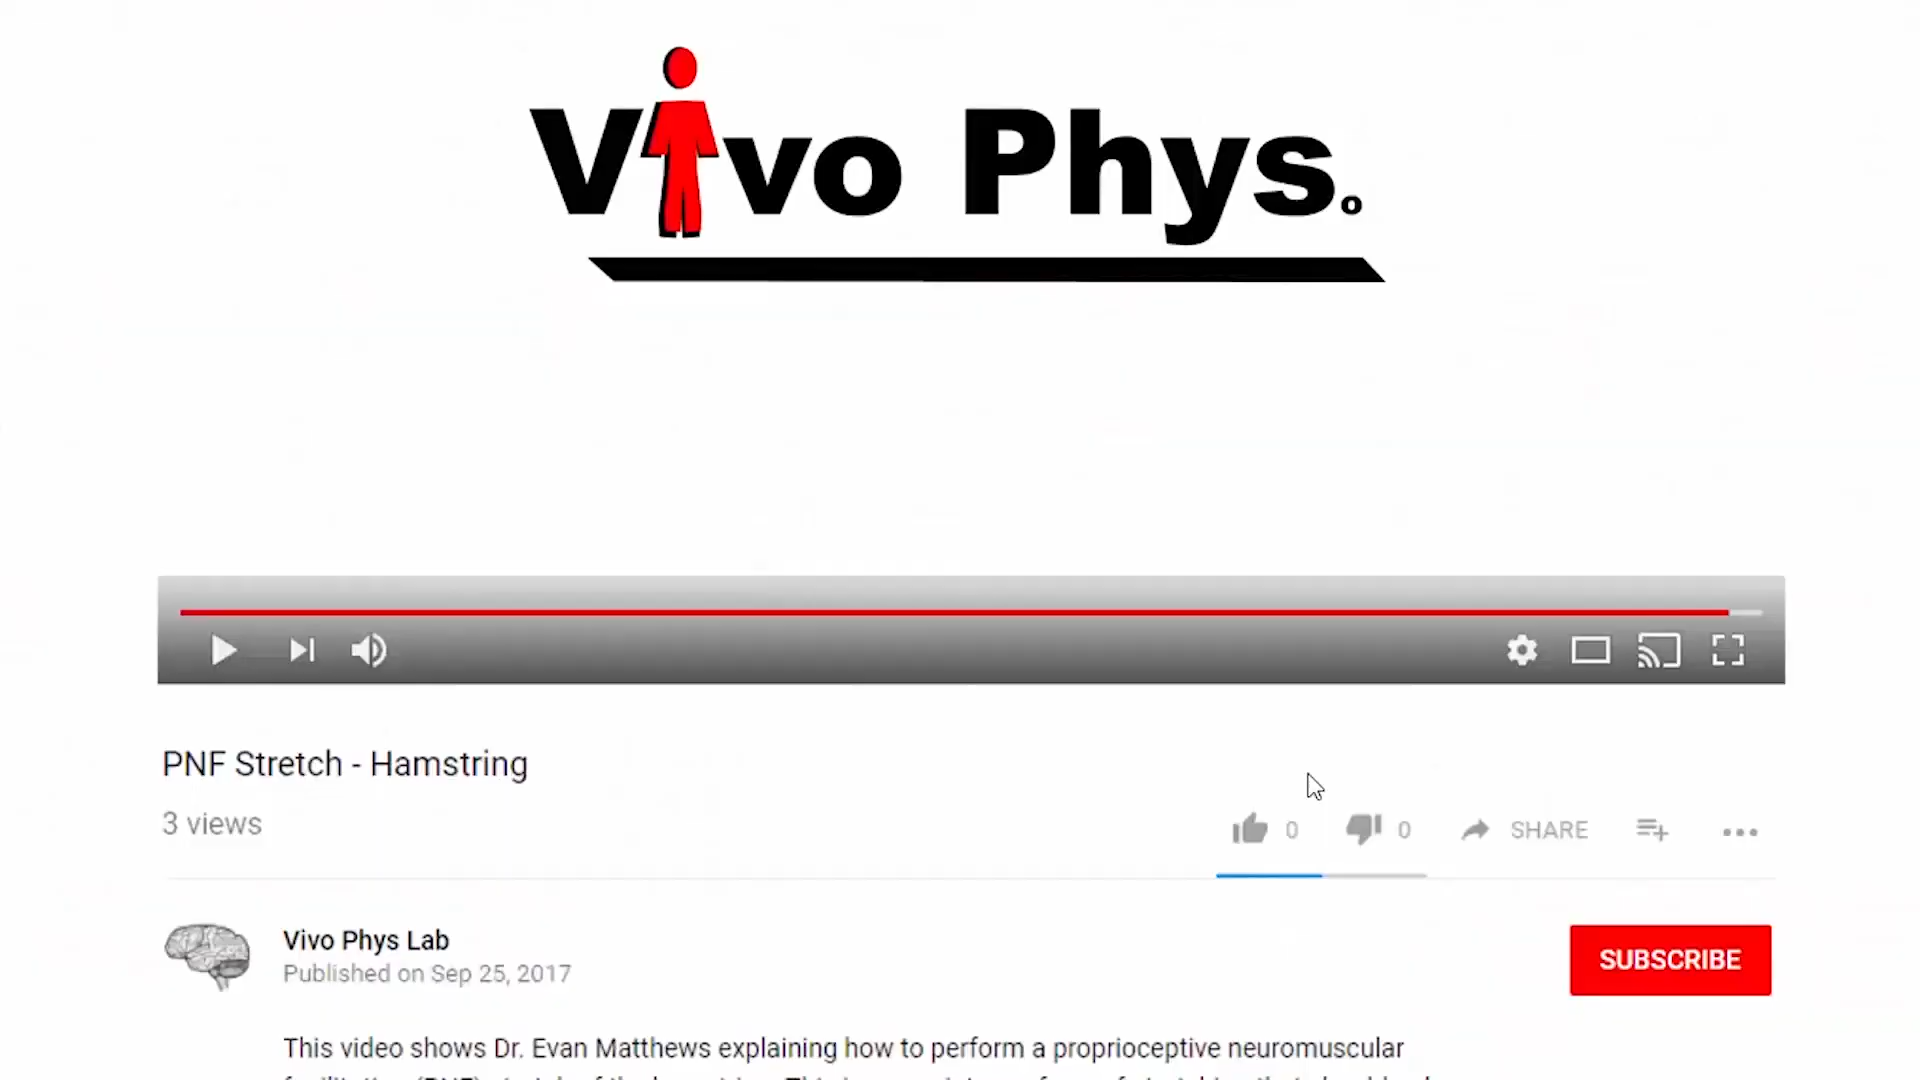 Vivo Phys.
PNF Stretch - Hamstring
3 views
0
0
SHARE
Vivo Phys Lab
Published on Sep 25, 2017
SUBSCRIBE
This video shows Dr. Evan Matthews explaining how to perform a proprioceptive neuromuscular